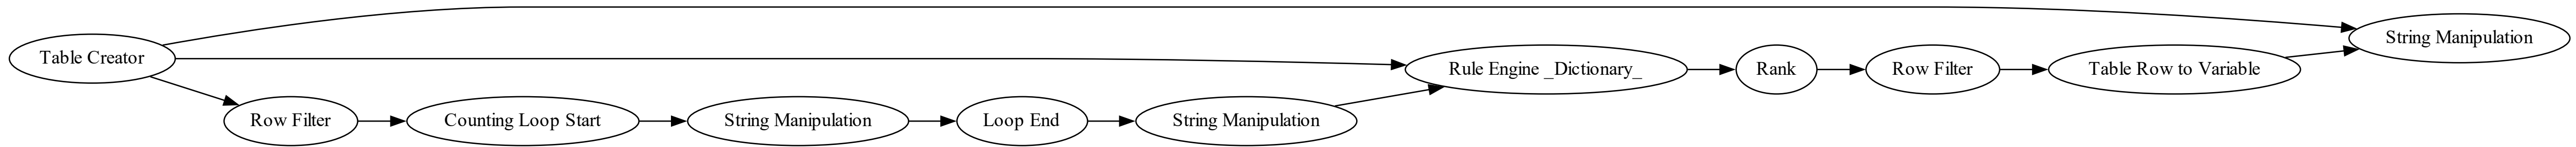 Table Creator
Row Filter
Counting Loop Start
String Manipulation
Loop End
String Manipulation
Rule Engine _Dictionary_
Rank
Row Filter
Table Row to Variable
String Manipulation